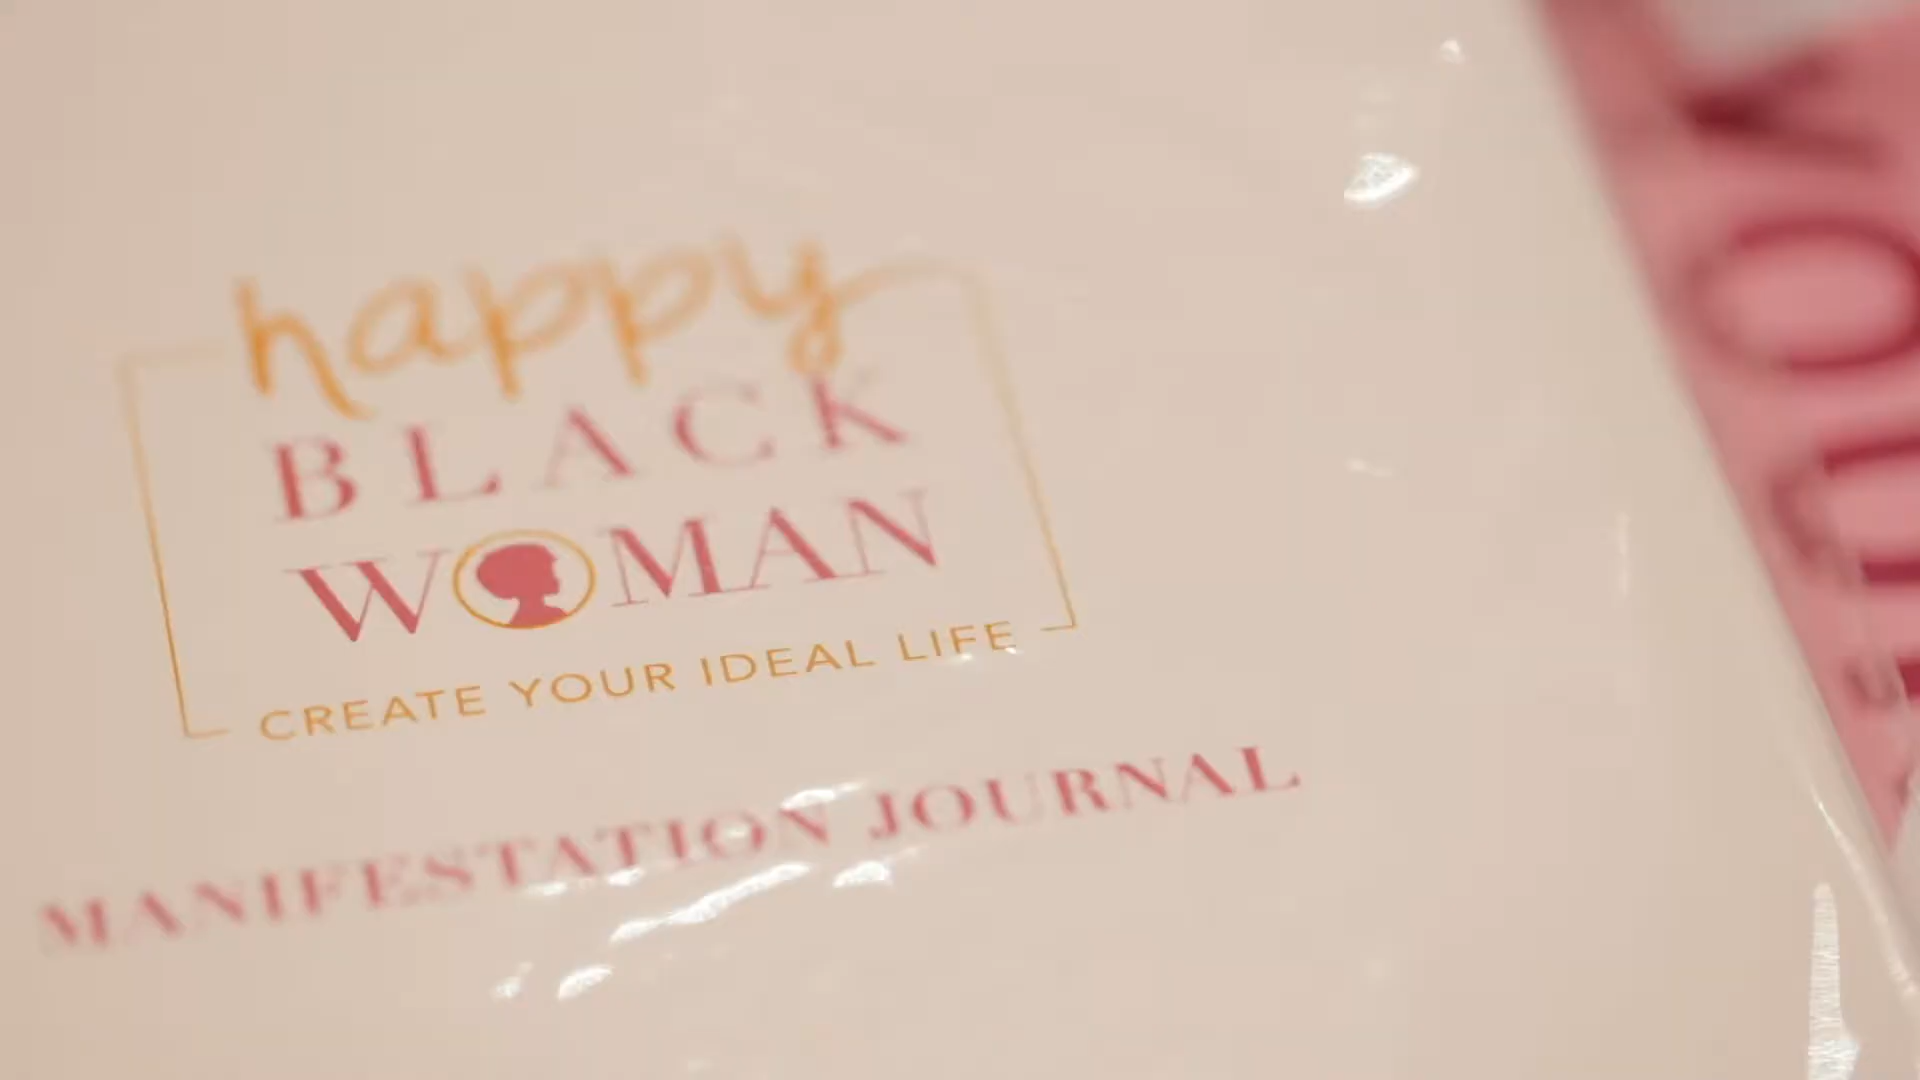 happy
BLACK
WOMAN
CREATE YOUR IDEAL LIFE
MANIFESTATION JOURNAL